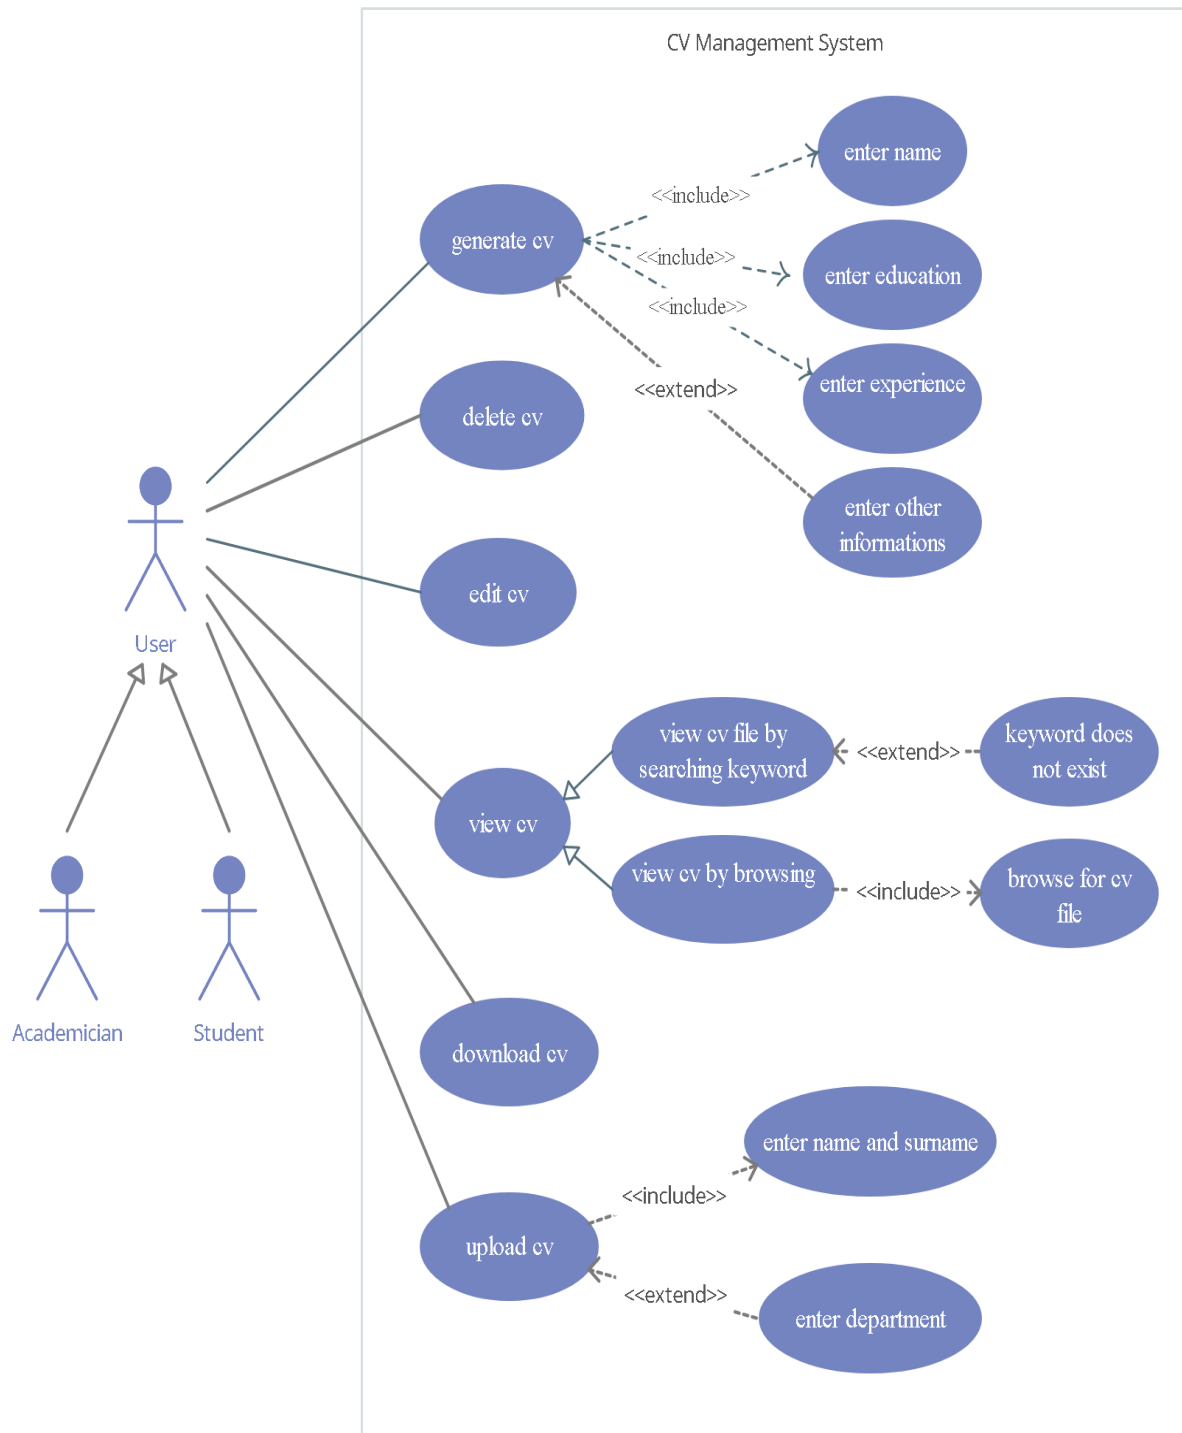 CV Management System
enter name
<<include>>
generate cv
<<include>>
enter education
<<include>>
enter experience
<<extend>>
delete cv
enter other
informations
edit cv
User
view cv file by
searching keyword
<<extend>>
keyword does
not exist
view cv
view cv by browsing
<<include>>
browse for cv
file
Academician
Student
download cv
enter name and surname
<<include>>
upload cv
<<extend>>
enter department